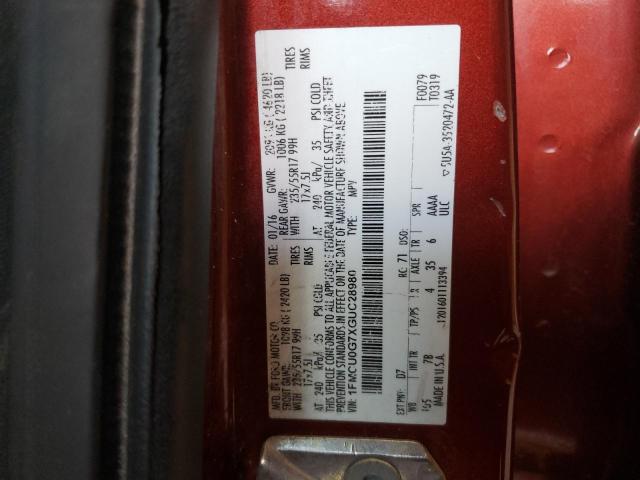 MFD. BY FORD MOTOR CO.
DATE: 01/16 GVWR:
FRONT GAWR: 1098 KG ( 2420 LB) REAR GAWR: 1006 KG ( 2218 LB)
WITH 235/55R17 99H TIRES WITH 235/55R17 99H TIRES
17x7.5J RIMS 17x7.5J RIMS
AT 240 kPa/ 35 PSI COLD AT 240 kPa/ 35 PSI COLD
THIS VEHICLE CONFORMS TO ALL APPLICABLE FEDERAL MOTOR VEHICLE SAFETY AND THEFT
STANDARDS IN EFFECT ON THE DATE OF MANUFACTURE SHOWN ABOVE.
VIN: 1FMCU0G7XGUC28980 TYPE: MPV
F0079
T0319
EXT PNT: D7 RC: 71 DSO:
WB INT TR TP/PS AXLE TR SPR
105 7B 4 35 6 AAAA
MADE IN U.S.A. ULC
1201601113394